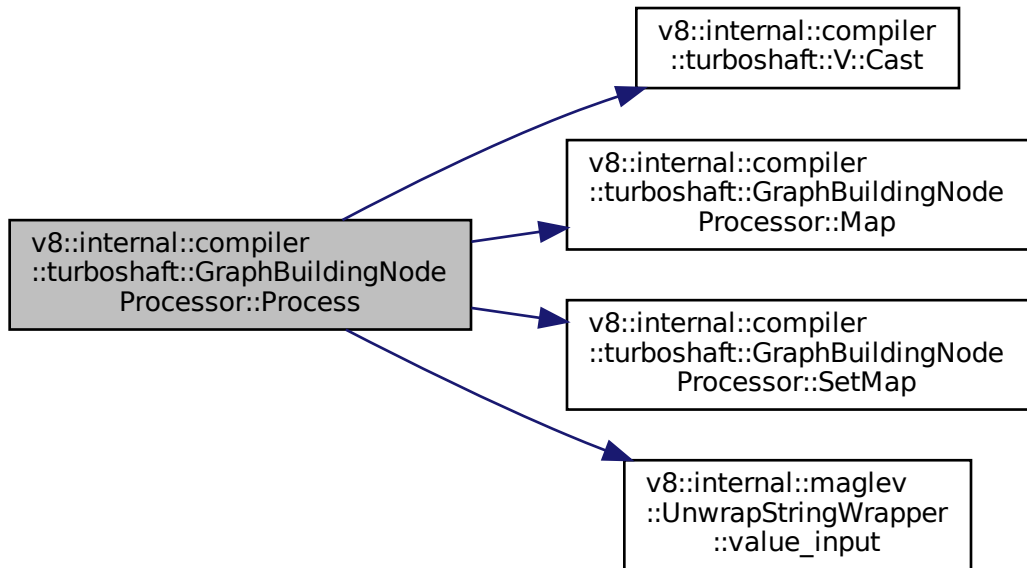 v8::internal::compiler
::turboshaft::GraphBuildingNode
Processor::Process
v8::internal::compiler
::turboshaft::V::Cast
v8::internal::compiler
::turboshaft::GraphBuildingNode
Processor::Map
v8::internal::compiler
::turboshaft::GraphBuildingNode
Processor::SetMap
v8::internal::maglev
::UnwrapStringWrapper
::value_input